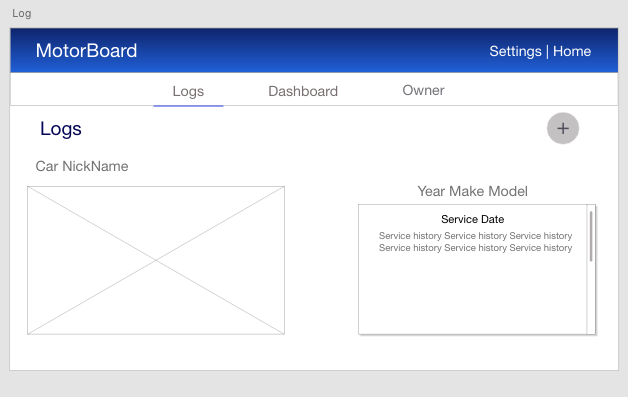 Log
MotorBoard
Settings | Home
Logs
Dashboard
Owner
Logs
+
Car NickName
Year Make Model
Service Date
Service history Service history Service history
Service history Service history Service history